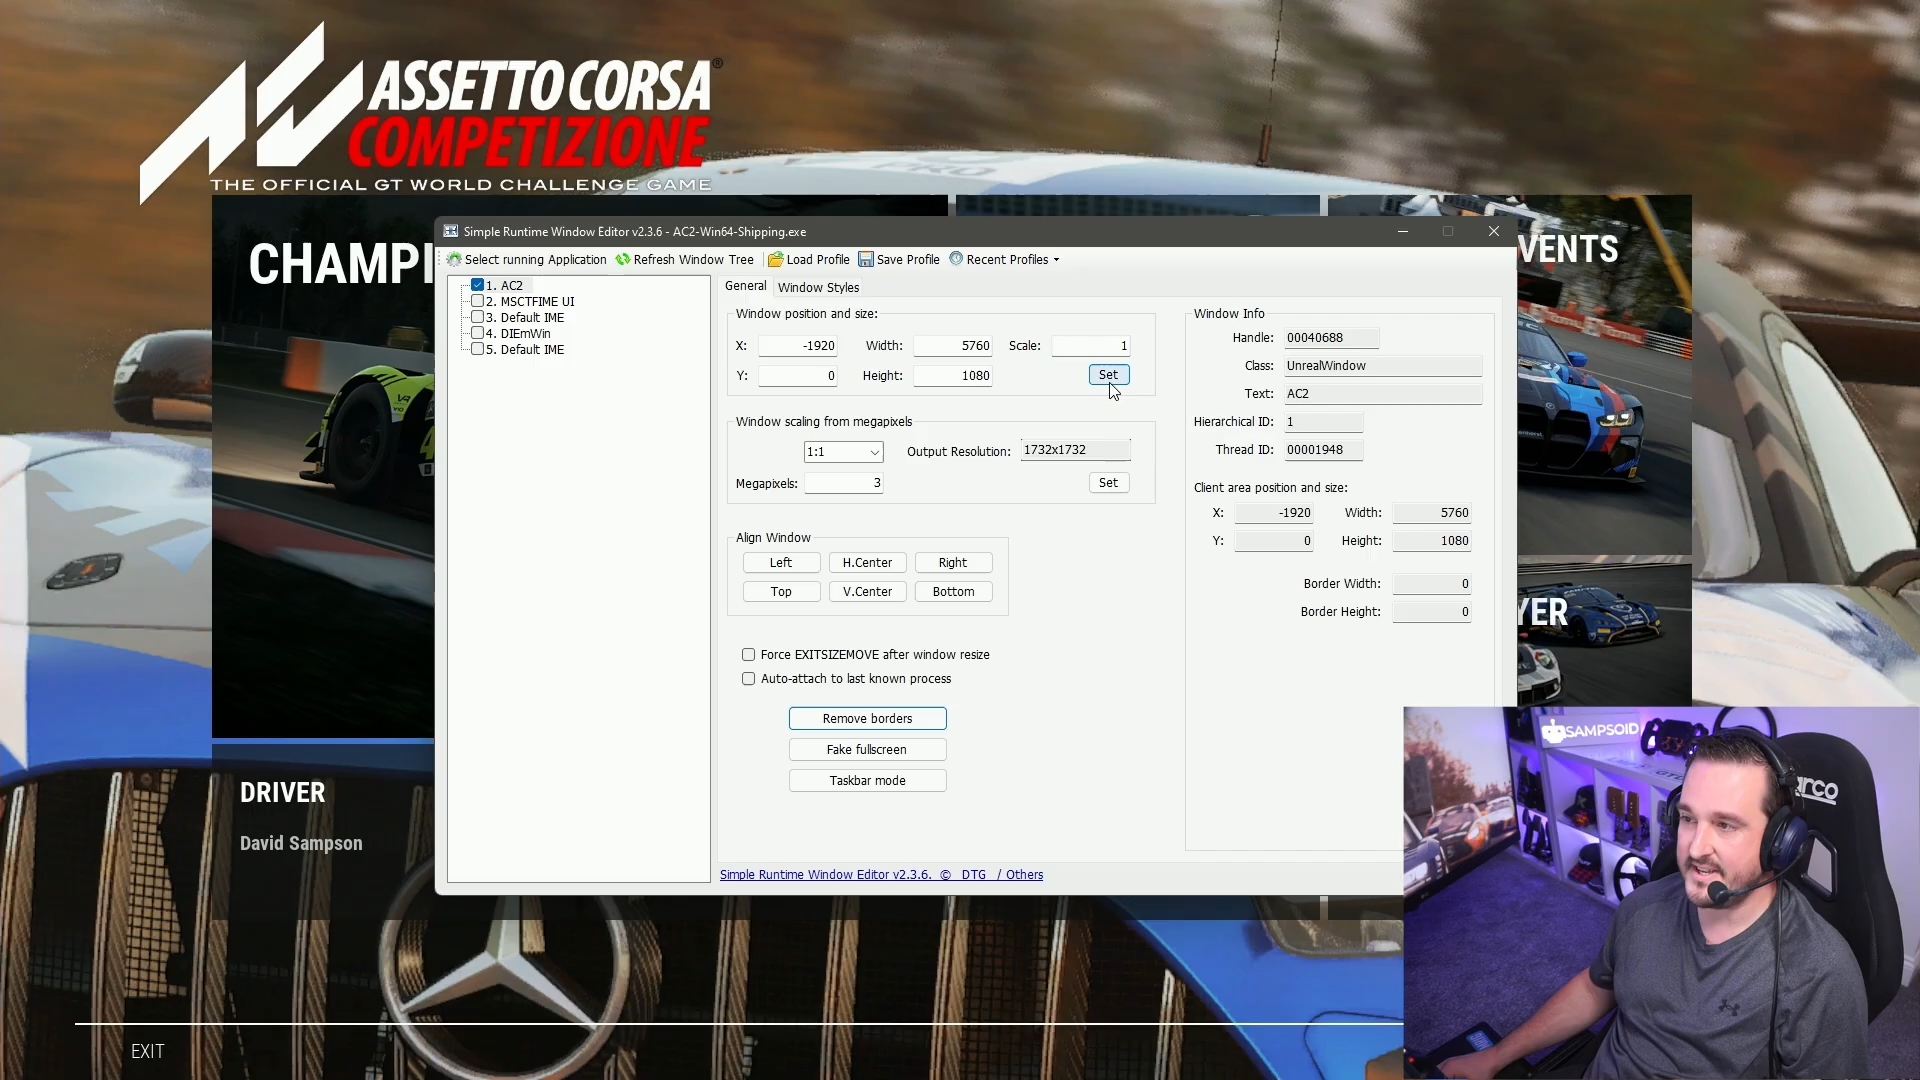 ASSETTO CORSA®
COMPETIZIONE
THE OFFICIAL GT WORLD CHALLENGE GAME
CHAMPI
VENTS
Simple Runtime Window Editor v2.3.6 - AC2-Win64-Shipping.exe
Select running Application Refresh Window Tree Load Profile Save Profile Recent Profiles
1. AC2
2. MSCTFIME UI
3. Default IME
4. DIEmWin
5. Default IME
General Window Styles
Window position and size:
X: -1920 Width: 5760 Scale: 1
Y: 0 Height: 1080 Set
Window scaling from megapixels
1:1 Output Resolution: 1732x1732
Megapixels: 3 Set
Align Window
Left H.Center Right
Top V.Center Bottom
Force EXITSIZEMOVE after window resize
Auto-attach to last known process
Remove borders
Fake fullscreen
Taskbar mode
Simple Runtime Window Editor v2.3.6. © DTG / Others
Window Info
Handle: 00040688
Class: UnrealWindow
Text: AC2
Hierarchical ID: 1
Thread ID: 00001948
Client area position and size:
X: -1920 Width: 5760
Y: 0 Height: 1080
Border Width: 0
Border Height: 0
YER
DRIVER
David Sampson
EXIT
SAMPSOID
arco